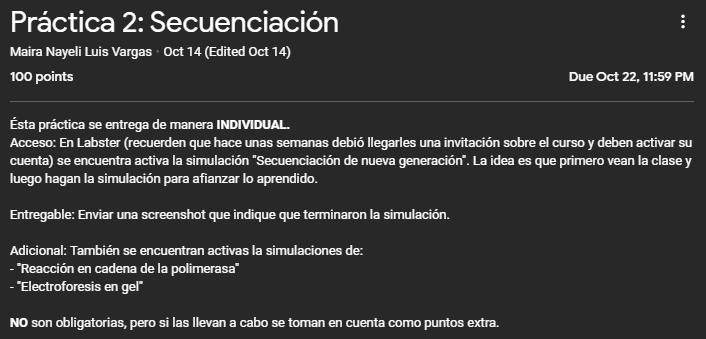 Práctica 2: Secuenciación
Maira Nayeli Luis Vargas · Oct 14 (Edited Oct 14)
100 points
Due Oct 22, 11:59 PM
Ésta práctica se entrega de manera INDIVIDUAL.
Acceso: En Labster (recuerden que hace unas semanas debió llegarles una invitación sobre el curso y deben activar su
cuenta) se encuentra activa la simulación "Secuenciación de nueva generación". La idea es que primero vean la clase y
luego hagan la simulación para afianzar lo aprendido.
Entregable: Enviar una screenshot que indique que terminaron la simulación.
Adicional: También se encuentran activas la simulaciones de:
- "Reacción en cadena de la polimerasa"
- "Electroforesis en gel"
NO son obligatorias, pero si las llevan a cabo se toman en cuenta como puntos extra.